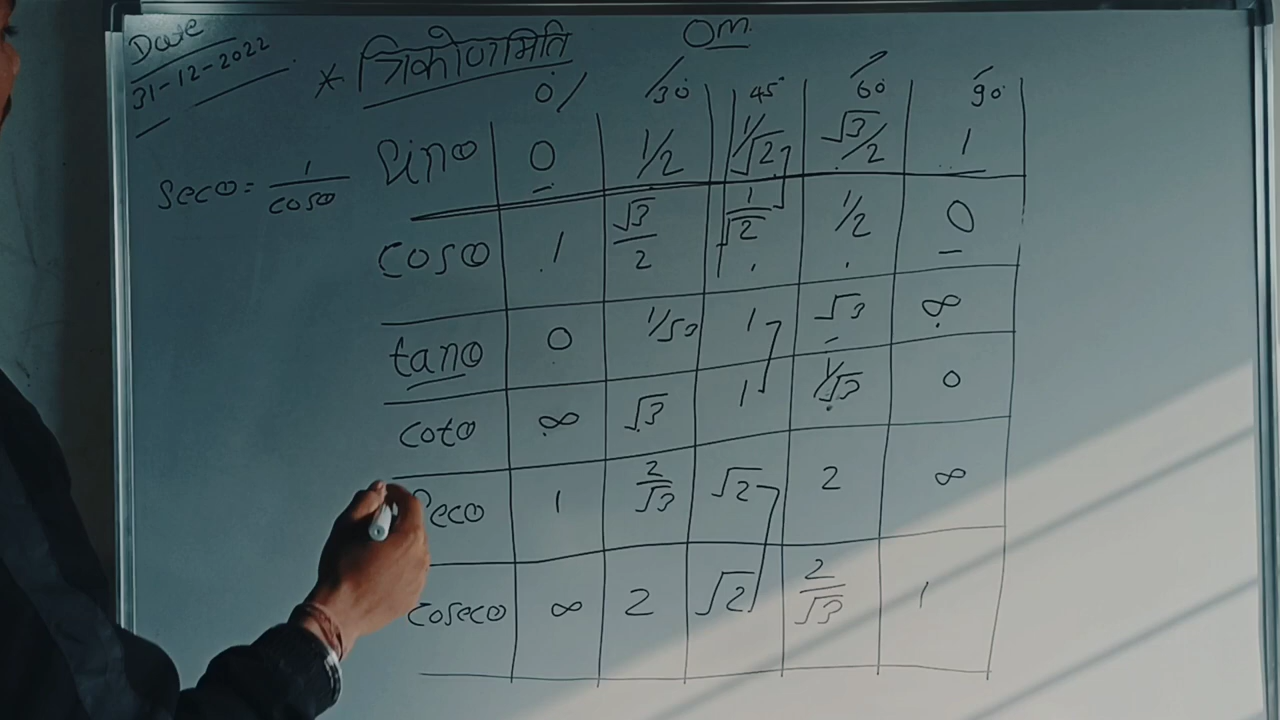 Date
31-12-2022
Om
* त्रिकोणमिति
0° 30° 45° 60° 90°
Sinθ 0 1/2 1/√2 √3/2 1
Secθ = 1/cosθ
Cosθ 1 √3/2 1/√2 1/2 0
tanθ 0 1/√3 1 √3 ∞
Cotθ ∞ √3 1 1/√3 0
Secθ 1 2/√3 √2 2 ∞
Cosecθ ∞ 2 √2 2/√3 1